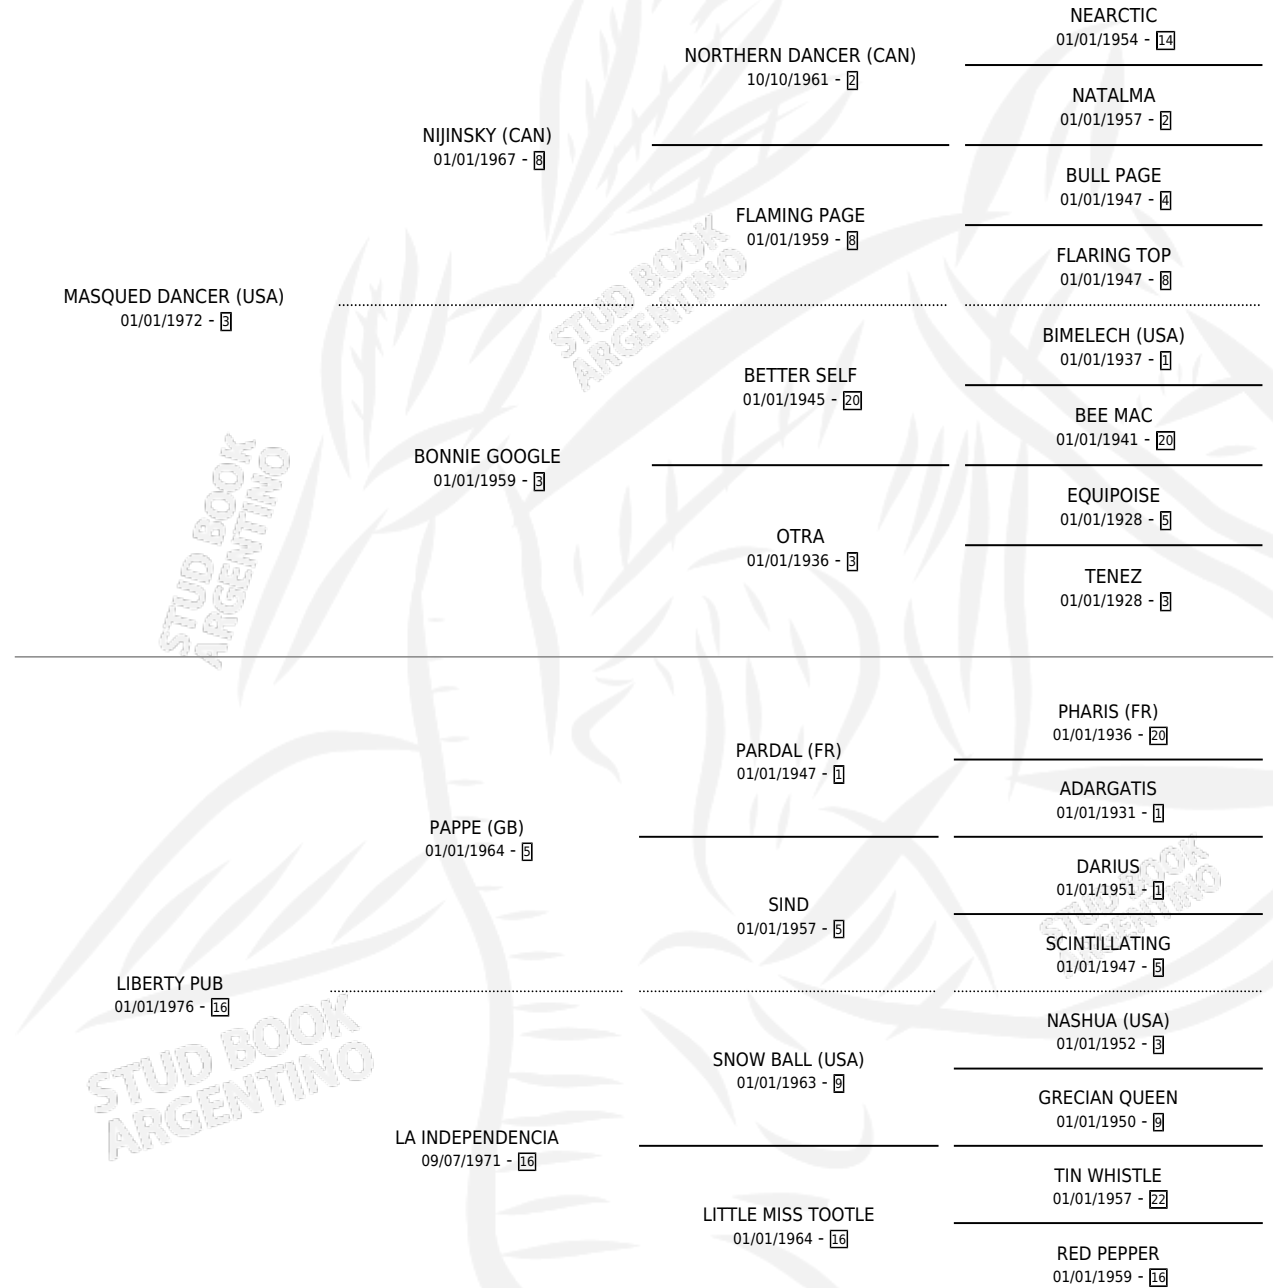 NEARCTIC
01/01/1954 - 14
NORTHERN DANCER (CAN)
10/10/1961 - 2
NATALMA
01/01/1957 - 2
NIJINSKY (CAN)
01/01/1967 - 8
BULL PAGE
01/01/1947 - 4
FLAMING PAGE
01/01/1959 - 8
FLARING TOP
01/01/1947 - 8
MASQUED DANCER (USA)
01/01/1972 - 3
BIMELECH (USA)
01/01/1937 - 1
BETTER SELF
01/01/1945 - 20
BEE MAC
01/01/1941 - 20
BONNIE GOOGLE
01/01/1959 - 3
EQUIPOISE
01/01/1928 - 5
OTRA
01/01/1936 - 3
TENEZ
01/01/1928 - 3
PHARIS (FR)
01/01/1936 - 20
PARDAL (FR)
01/01/1947 - 1
ADARGATIS
01/01/1931 - 1
PAPPE (GB)
01/01/1964 - 5
DARIUS
01/01/1951 - 1
SIND
01/01/1957 - 5
SCINTILLATING
01/01/1947 - 5
LIBERTY PUB
01/01/1976 - 16
NASHUA (USA)
01/01/1952 - 3
SNOW BALL (USA)
01/01/1963 - 9
GRECIAN QUEEN
01/01/1950 - 9
LA INDEPENDENCIA
09/07/1971 - 16
TIN WHISTLE
01/01/1957 - 22
LITTLE MISS TOOTLE
01/01/1964 - 16
RED PEPPER
01/01/1959 - 16
STUD BOOK
ARGENTINO
STUD BOOK
ARGENTINO
STUD BOOK
ARGENTINO
STUD BOOK
ARGENTINO